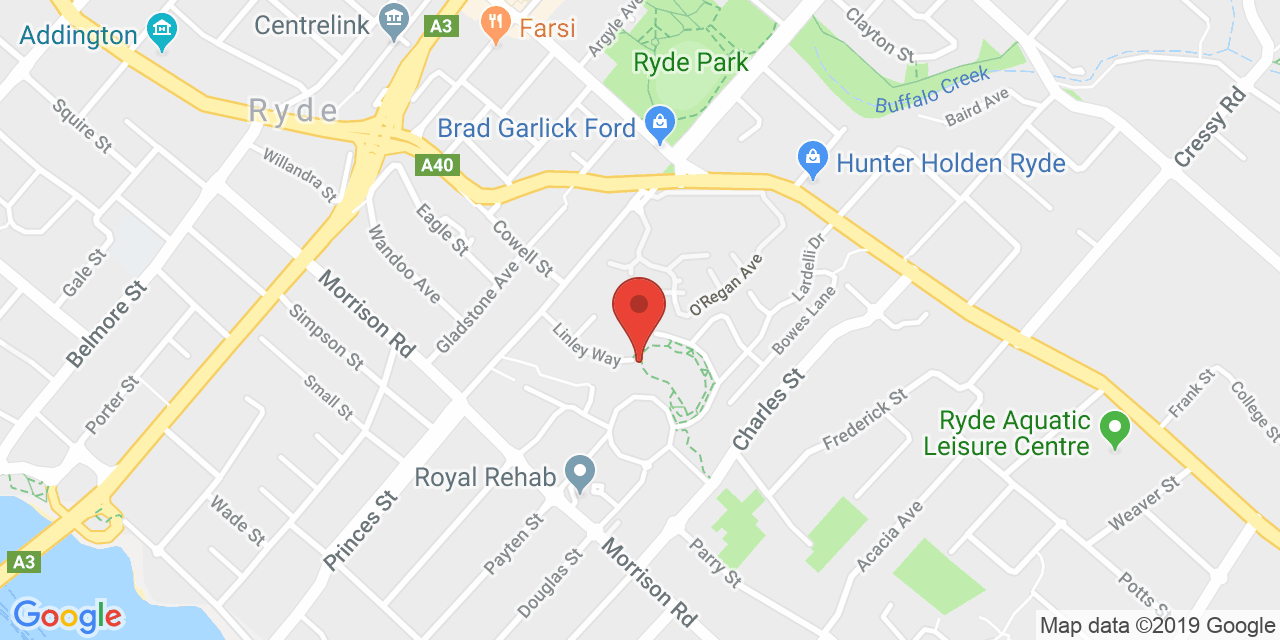 Addington
Centrelink
A3
Farsi
Argyle Ave
Clayton St
Ryde Park
Buffalo Creek
Baird Ave
Cressy Rd
Squire St
Ryde
Brad Garlick Ford
A40
Hunter Holden Ryde
Willandra St
Eagle St
Cowell St
Wandoo Ave
Gale St
Gladstone Ave
O'Regan Ave
Lardelli Dr
Bowes Lane
Belmore St
Morrison Rd
Simpson St
Linley Way
Small St
Porter St
Charles St
Frederick St
Frank St
College St
Ryde Aquatic
Leisure Centre
Royal Rehab
Wade St
Princes St
Payten St
Douglas St
Morrison Rd
Parry St
Acacia Ave
Weaver St
Potts St
A3
Google
Map data ©2019 Google